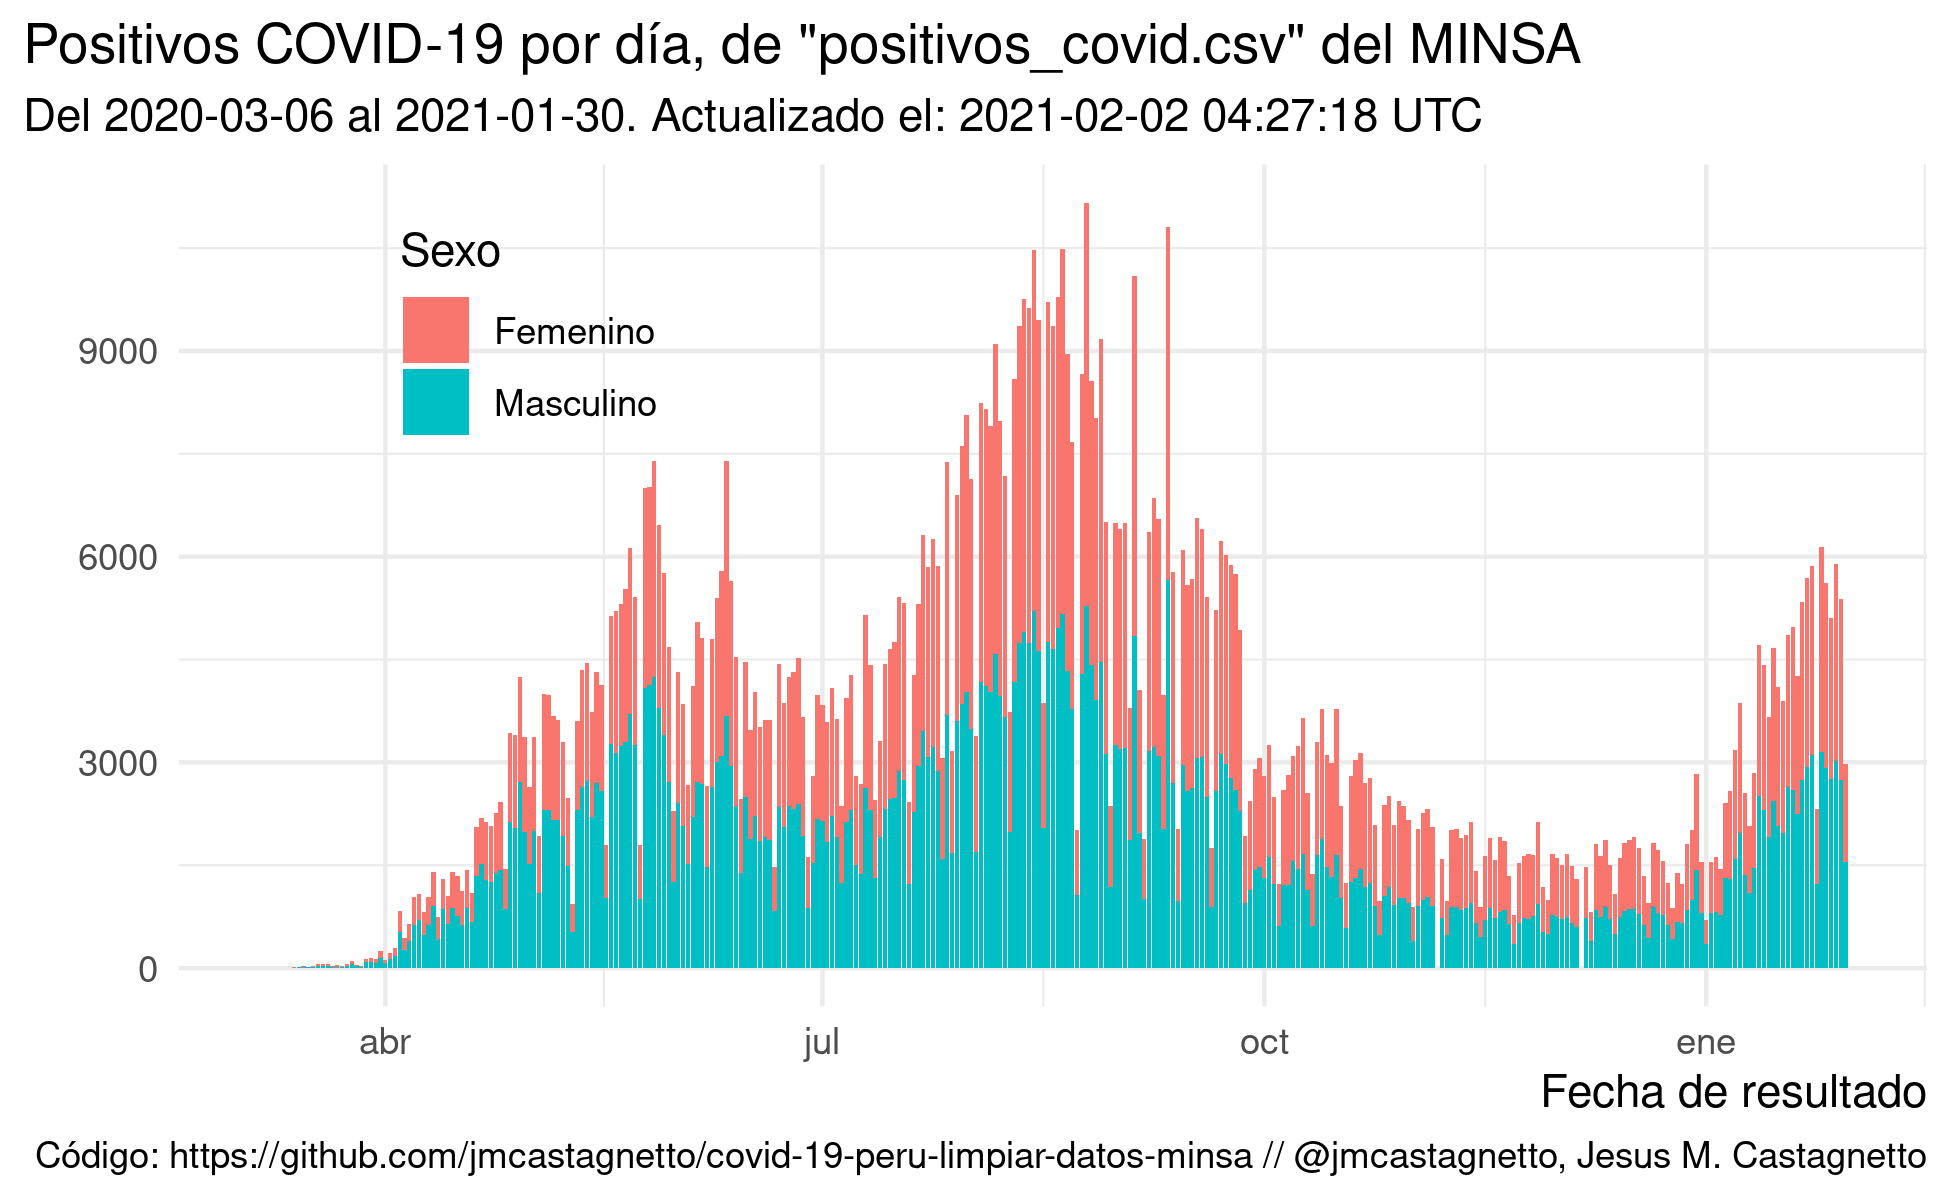 Positivos COVID-19 por día, de "positivos_covid.csv" del MINSA
Del 2020-03-06 al 2021-01-30. Actualizado el: 2021-02-02 04:27:18 UTC
Sexo
Femenino
Masculino
9000
6000
3000
0
abr jul oct ene
Fecha de resultado
Código: https://github.com/jmcastagnetto/covid-19-peru-limpiar-datos-minsa // @jmcastagnetto, Jesus M. Castagnetto